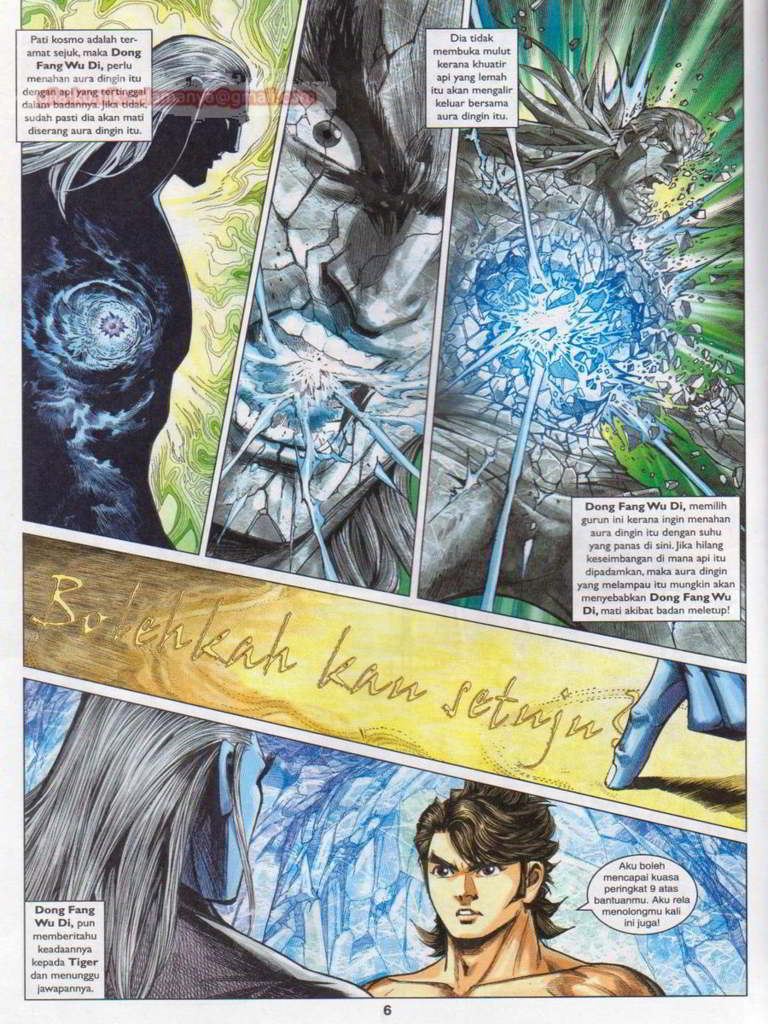 Pati kosmo adalah ter-
amat sejuk, maka Dong
Fang Wu Di, perlu
menahan aura dingin itu
dengan api yang tertinggal
dalam badannya. Jika tidak,
sudah pasti dia akan mati
diserang aura dingin itu.
@gmail.com
Dia tidak
membuka mulut
kerana khuatir
api yang lemah
itu akan mengalir
keluar bersama
aura dingin itu.
Dong Fang Wu Di, memilih
gurun ini kerana ingin menahan
aura dingin itu dengan suhu
yang panas di sini. Jika hilang
keseimbangan di mana api itu
dipadamkan, maka aura dingin
yang melampau itu mungkin akan
menyebabkan Dong Fang Wu
Di, mati akibat badan meletup!
Bolehkah kau setuju?
Dong Fang
Wu Di, pun
memberitahu
keadaannya
kepada Tiger
dan menunggu
jawapannya.
Aku boleh
mencapai kuasa
peringkat 9 atas
bantuanmu. Aku rela
menolongmu kali
ini juga!
6